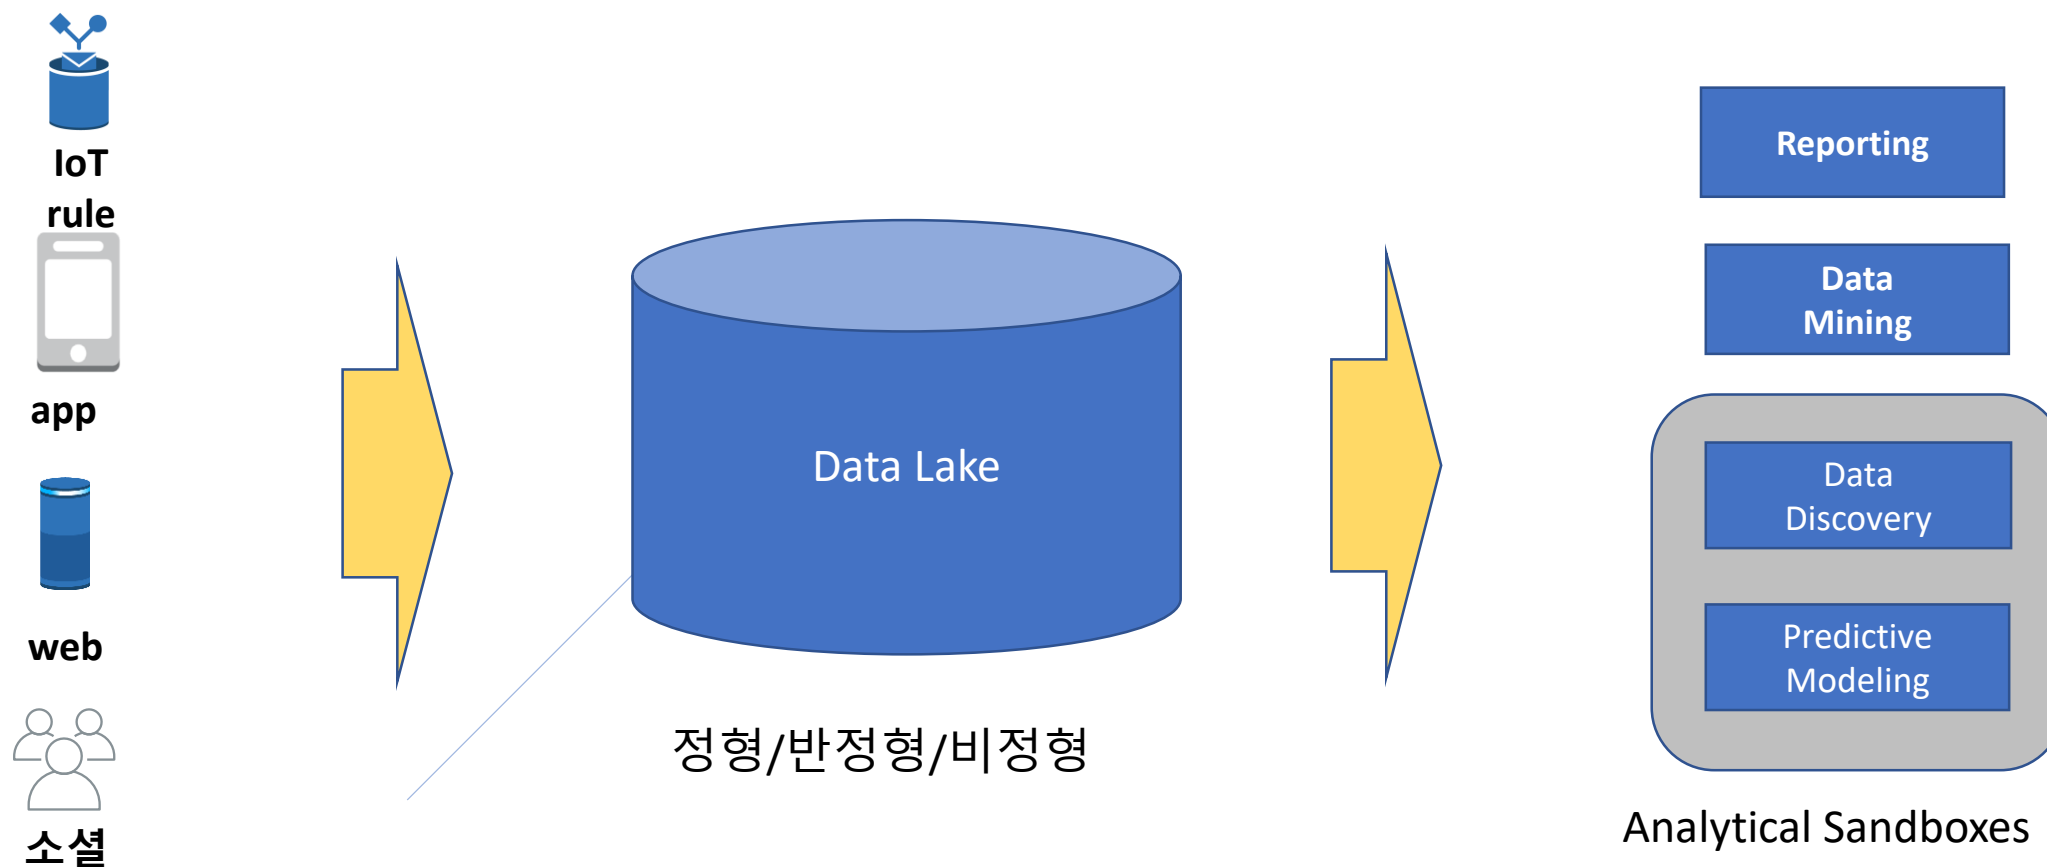 IoT
rule
app
web
소셜
Data Lake
정형/반정형/비정형
Reporting
Data
Mining
Data
Discovery
Predictive
Modeling
Analytical Sandboxes